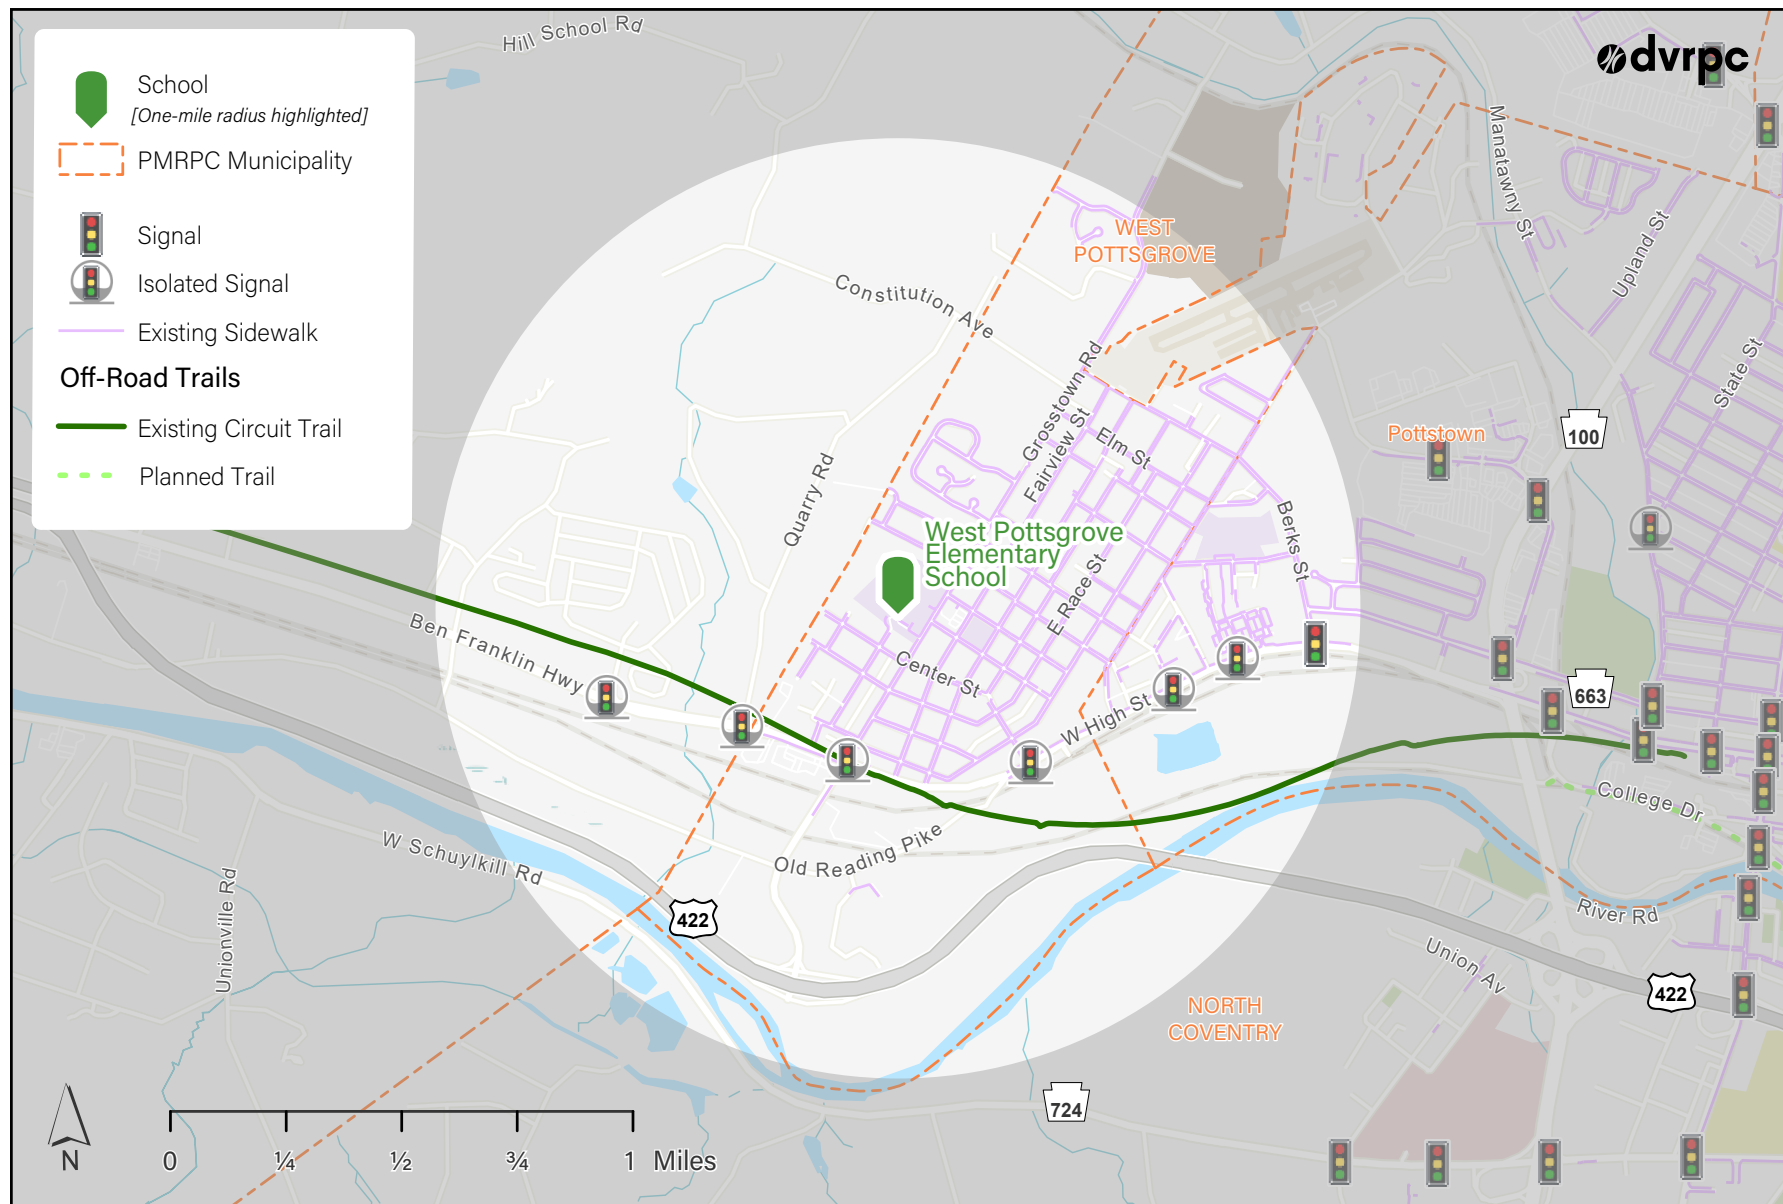 Hill School Rd
dvrpc
School
[One-mile radius highlighted]
PMRPC Municipality
Signal
Isolated Signal
Existing Sidewalk
Off-Road Trails
Existing Circuit Trail
Planned Trail
Manatawny St
WEST
POTTSGROVE
Upland St
Constitution Ave
State St
Grosstown Rd
Fairview St
Elm St
100
Pottstown
Quarry Rd
Berks St
West Pottsgrove
Elementary
School
E Race St
Ben Franklin Hwy
Center St
663
W High St
College Dr
Old Reading Pike
W Schuylkill Rd
Unionville Rd
422
River Rd
Union Av
422
NORTH
COVENTRY
724
N
0 ¼ ½ ¾ 1 Miles